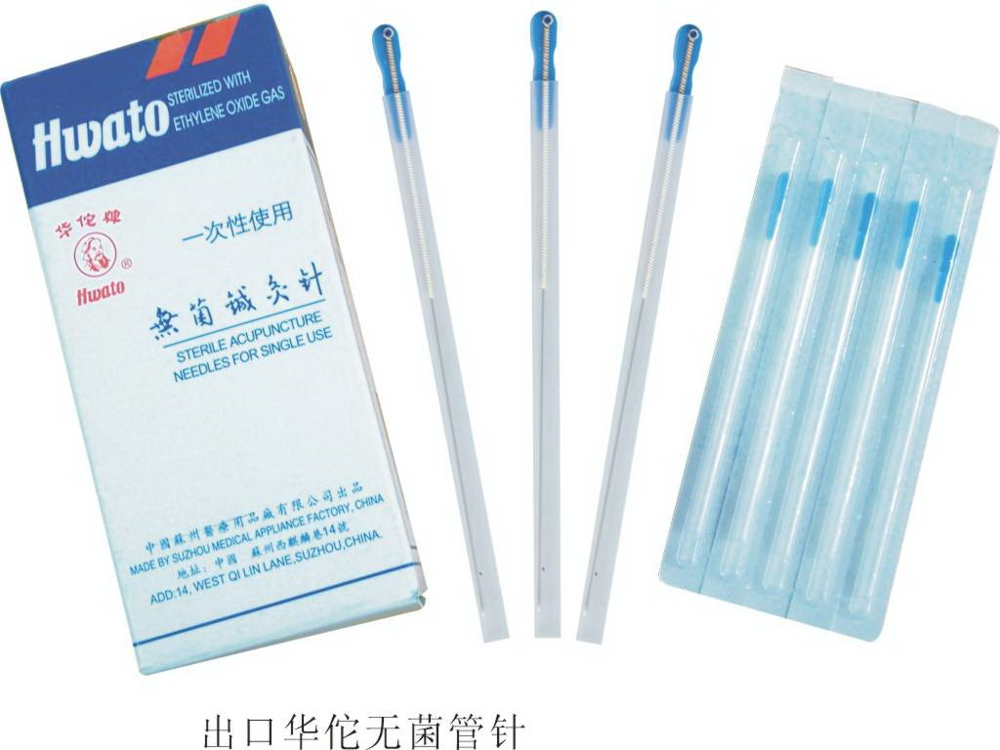 Hwato
STERILIZED WITH
ETHYLENE OXIDE GAS
华佗牌
®
Hwato
一次性使用
無菌鍼灸针
STERILE ACUPUNCTURE
NEEDLES FOR SINGLE USE
中國蘇州醫療用品廠有限公司出品
MADE BY SUZHOU MEDICAL APPLIANCE FACTORY, CHINA
地址：中國 蘇州西麒麟巷14號
ADD:14, WEST QI LIN LANE,SUZHOU,CHINA.
出口华佗无菌管针